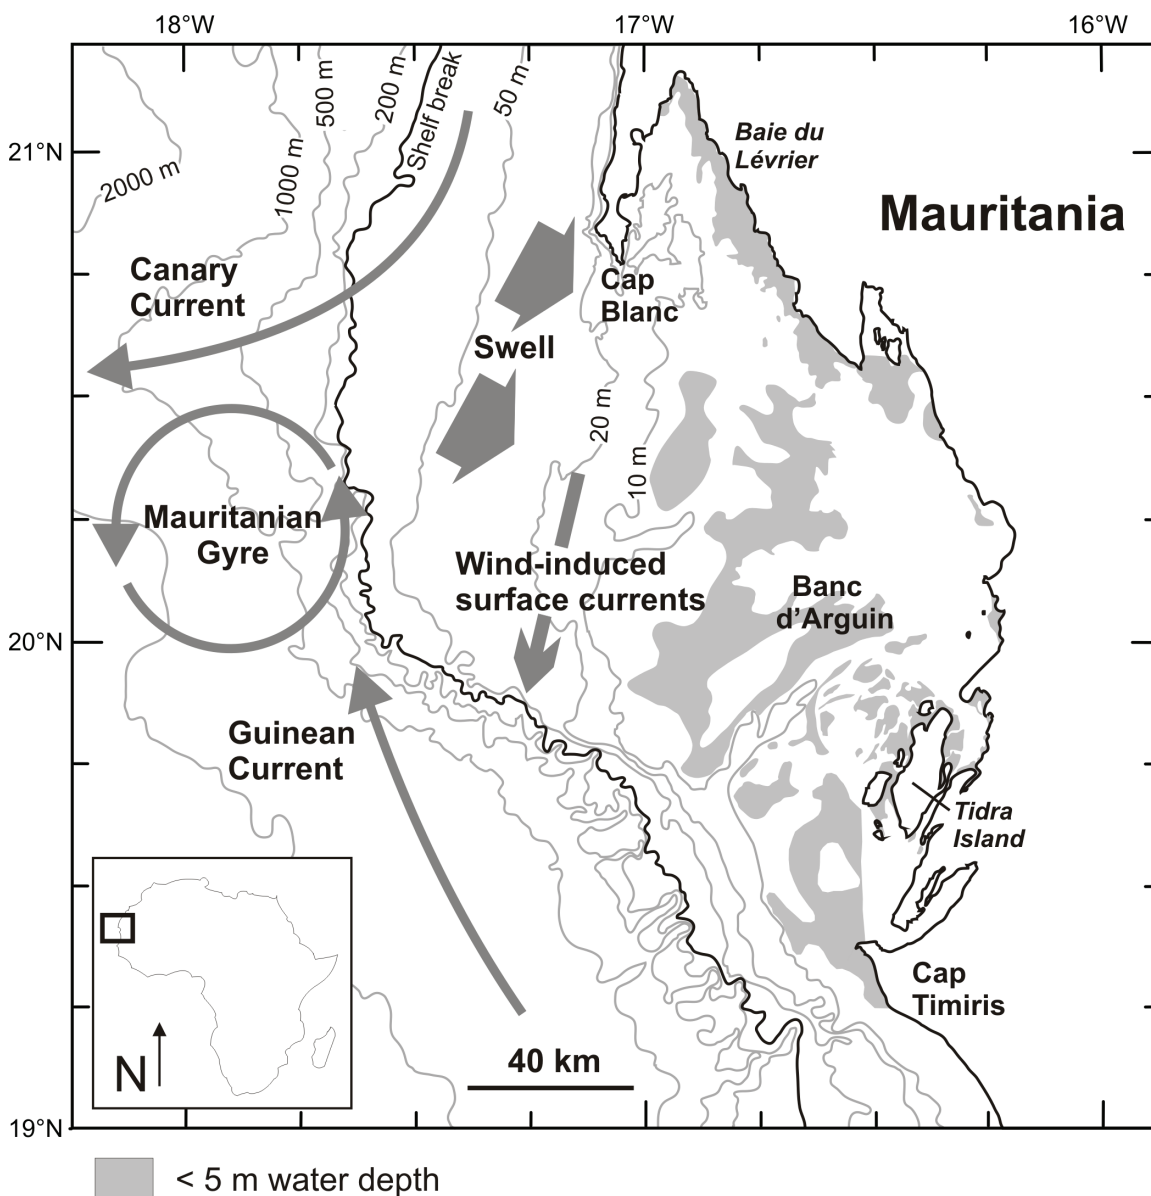 18°W
17°W
16°W
21°N
20°N
19°N
2000 m
1000 m
500 m
200 m
Shelf break
50 m
Baie du
Lévrier
Mauritania
Canary
Current
Cap
Blanc
Swell
20 m
10 m
Mauritanian
Gyre
Wind-induced
surface currents
Banc
d'Arguin
Guinean
Current
Tidra
Island
Cap
Timiris
40 km
N
< 5 m water depth